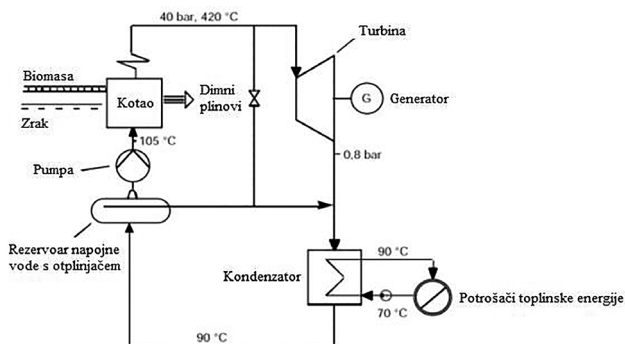 40 bar, 420 °C
Turbina
Biomasa
Kotao
Dimni
plinovi
G
Generator
Zrak
105 °C
0,8 bar
Pumpa
Rezervoar napojne
vode s otplinjačem
Kondenzator
90 °C
Potrošači toplinske energije
70 °C
90 °C